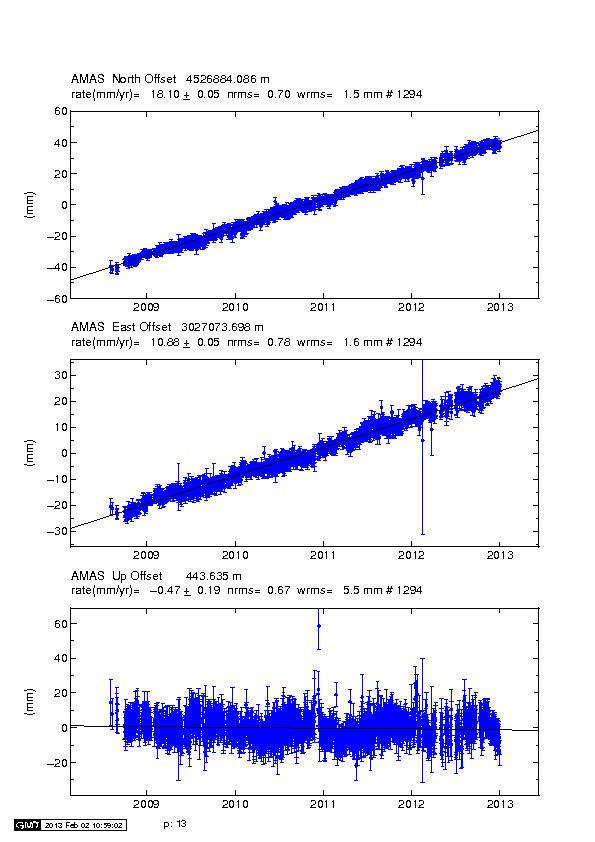 AMAS North Offset 4526884.086 m
rate(mm/yr)= 18.10 ± 0.05 nrms= 0.70 wrms= 1.5 mm # 1294
60
40
20
0
−20
−40
−60
(mm)
2009 2010 2011 2012 2013
AMAS East Offset 3027073.698 m
rate(mm/yr)= 10.88 ± 0.05 nrms= 0.78 wrms= 1.6 mm # 1294
30
20
10
0
−10
−20
−30
(mm)
2009 2010 2011 2012 2013
AMAS Up Offset 443.635 m
rate(mm/yr)= −0.47 ± 0.19 nrms= 0.67 wrms= 5.5 mm # 1294
60
40
20
0
−20
(mm)
2009 2010 2011 2012 2013
GMT 2013 Feb 02 10:59:02 p: 13